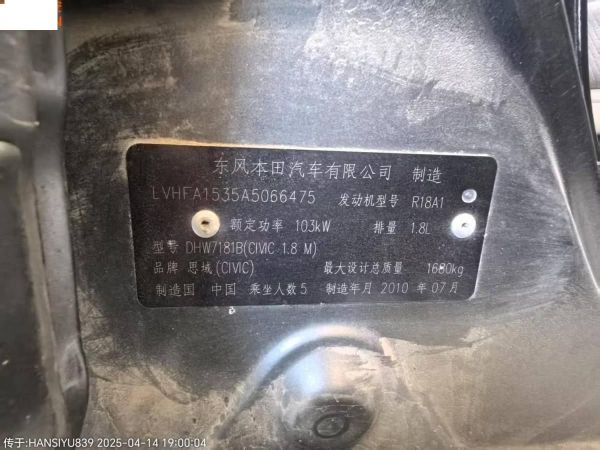 东风本田汽车有限公司 制造
LVHFA1535A5066475 发动机型号 R18A1
额定功率 103kW 排量 1.8L
型号 DHW7181B(CIVIC 1.8 M)
品牌 思域(CIVIC) 最大设计总质量 1680kg
制造国 中国 乘坐人数5 制造年月 2010 年 07月
传于:HANSIYU839 2025-04-14 19:00:04